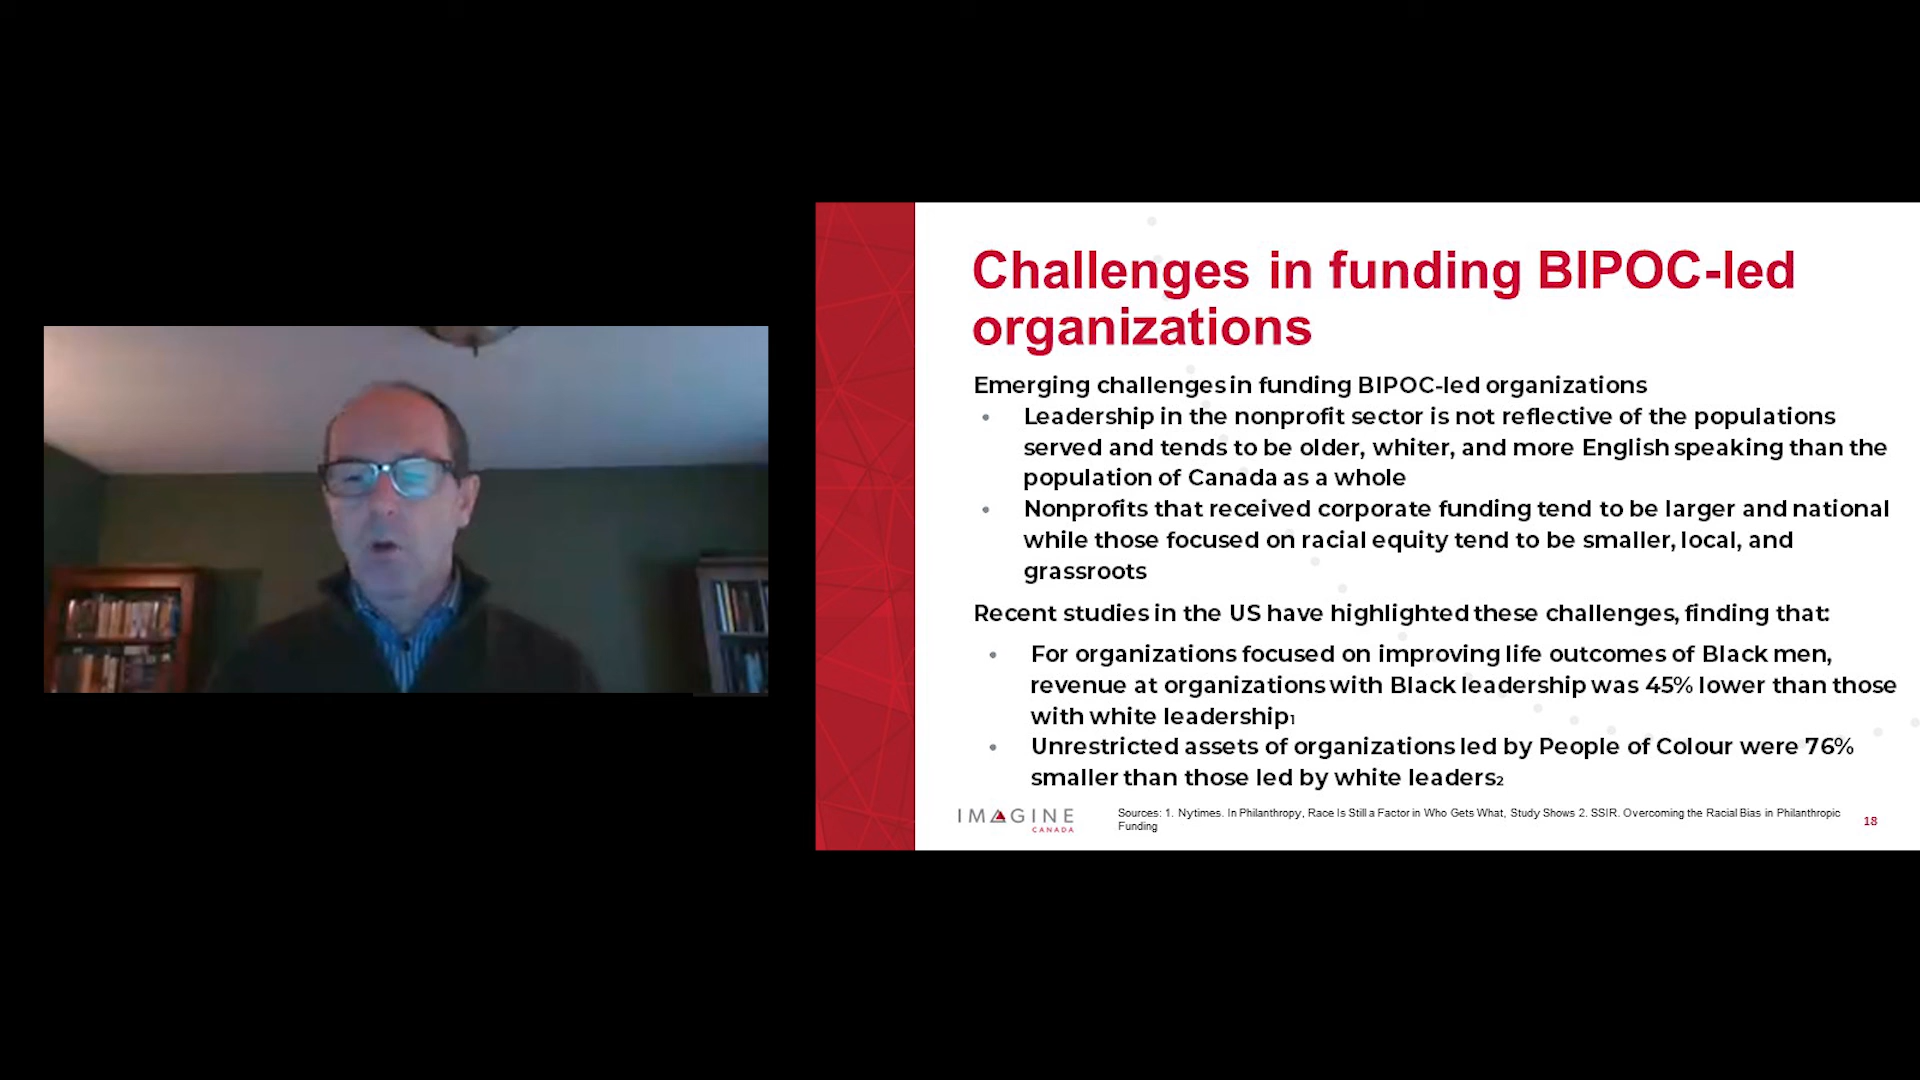 Challenges in funding BIPOC-led
organizations
Emerging challenges in funding BIPOC-led organizations
• Leadership in the nonprofit sector is not reflective of the populations
served and tends to be older, whiter, and more English speaking than the
population of Canada as a whole
• Nonprofits that received corporate funding tend to be larger and national
while those focused on racial equity tend to be smaller, local, and
grassroots
Recent studies in the US have highlighted these challenges, finding that:
• For organizations focused on improving life outcomes of Black men,
revenue at organizations with Black leadership was 45% lower than those
with white leadership1
• Unrestricted assets of organizations led by People of Colour were 76%
smaller than those led by white leaders2
IMAGINE
CANADA
Sources: 1. Nytimes. In Philanthropy, Race Is Still a Factor in Who Gets What, Study Shows 2. SSIR. Overcoming the Racial Bias in Philanthropic
Funding
18